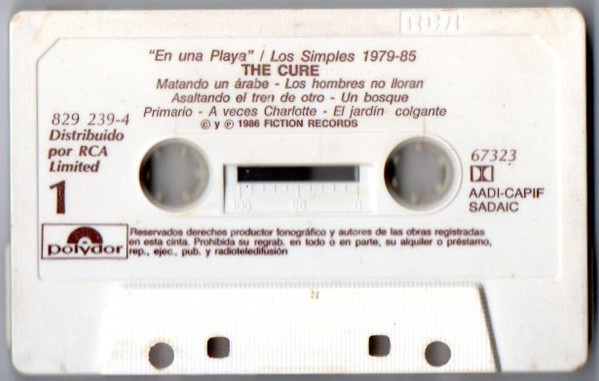 "En una Playa" / Los Simples 1979-85
THE CURE
Matando un árabe - Los hombres no lloran
Asaltando el tren de otro - Un bosque
Primario - A veces Charlotte - El jardín colgante
© y ℗ 1986 FICTION RECORDS
829 239-4
Distribuido
por RCA
Limited
1
67323
AADI-CAPIF
SADAIC
100 50 0
polydor
Reservados derechos productor fonográfico y autores de las obras registradas
en esta cinta. Prohibida su regrab. en todo o en parte, su alquiler o préstamo,
rep., ejec., pub. y radioteledifusión